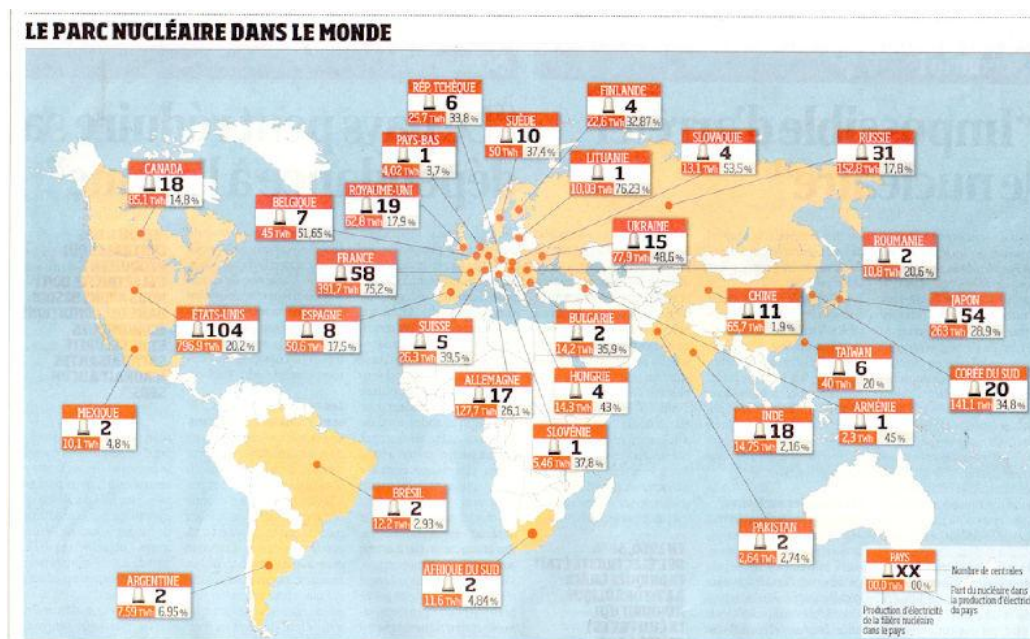 LE PARC NUCLÉAIRE DANS LE MONDE
RÉP. TCHÈQUE
6
25,7 TWh 33,8 %
FINLANDE
4
22,6 TWh 32,87 %
SUÈDE
10
50 TWh 37,4 %
PAYS-BAS
1
4,02 TWh 3,7 %
SLOVAQUIE
4
13,1 TWh 53,5 %
RUSSIE
31
152,8 TWh 17,8 %
CANADA
18
85,1 TWh 14,8 %
LITUANIE
1
10,03 TWh 76,23 %
ROYAUME-UNI
19
62,8 TWh 17,9 %
BELGIQUE
7
45 TWh 51,65 %
UKRAINE
15
77,9 TWh 48,6 %
ROUMANIE
2
10,8 TWh 20,6 %
FRANCE
58
391,7 TWh 75,2 %
CHINE
11
65,7 TWh 1,9 %
JAPON
54
263 TWh 28,9 %
ÉTATS-UNIS
104
796,9 TWh 20,2 %
ESPAGNE
8
50,6 TWh 17,5 %
SUISSE
5
26,3 TWh 39,5 %
BULGARIE
2
14,2 TWh 35,9 %
TAÏWAN
6
40 TWh 20 %
CORÉE DU SUD
20
141,1 TWh 34,8 %
ALLEMAGNE
17
127,7 TWh 26,1 %
HONGRIE
4
14,3 TWh 43 %
MEXIQUE
2
10,1 TWh 4,8 %
INDE
18
14,75 TWh 2,16 %
ARMÉNIE
1
2,3 TWh 45 %
SLOVÉNIE
1
5,46 TWh 37,8 %
BRÉSIL
2
12,2 TWh 2,93 %
PAKISTAN
2
2,64 TWh 2,74 %
AFRIQUE DU SUD
2
11,6 TWh 4,84 %
ARGENTINE
2
7,59 TWh 6,95 %
PAYS
XX
00,0 TWh 00 %
Nombre de centrales
Part du nucléaire dans
la production d'électrici
du pays
Production d'électricité
de la filière nucléaire
dans le pays